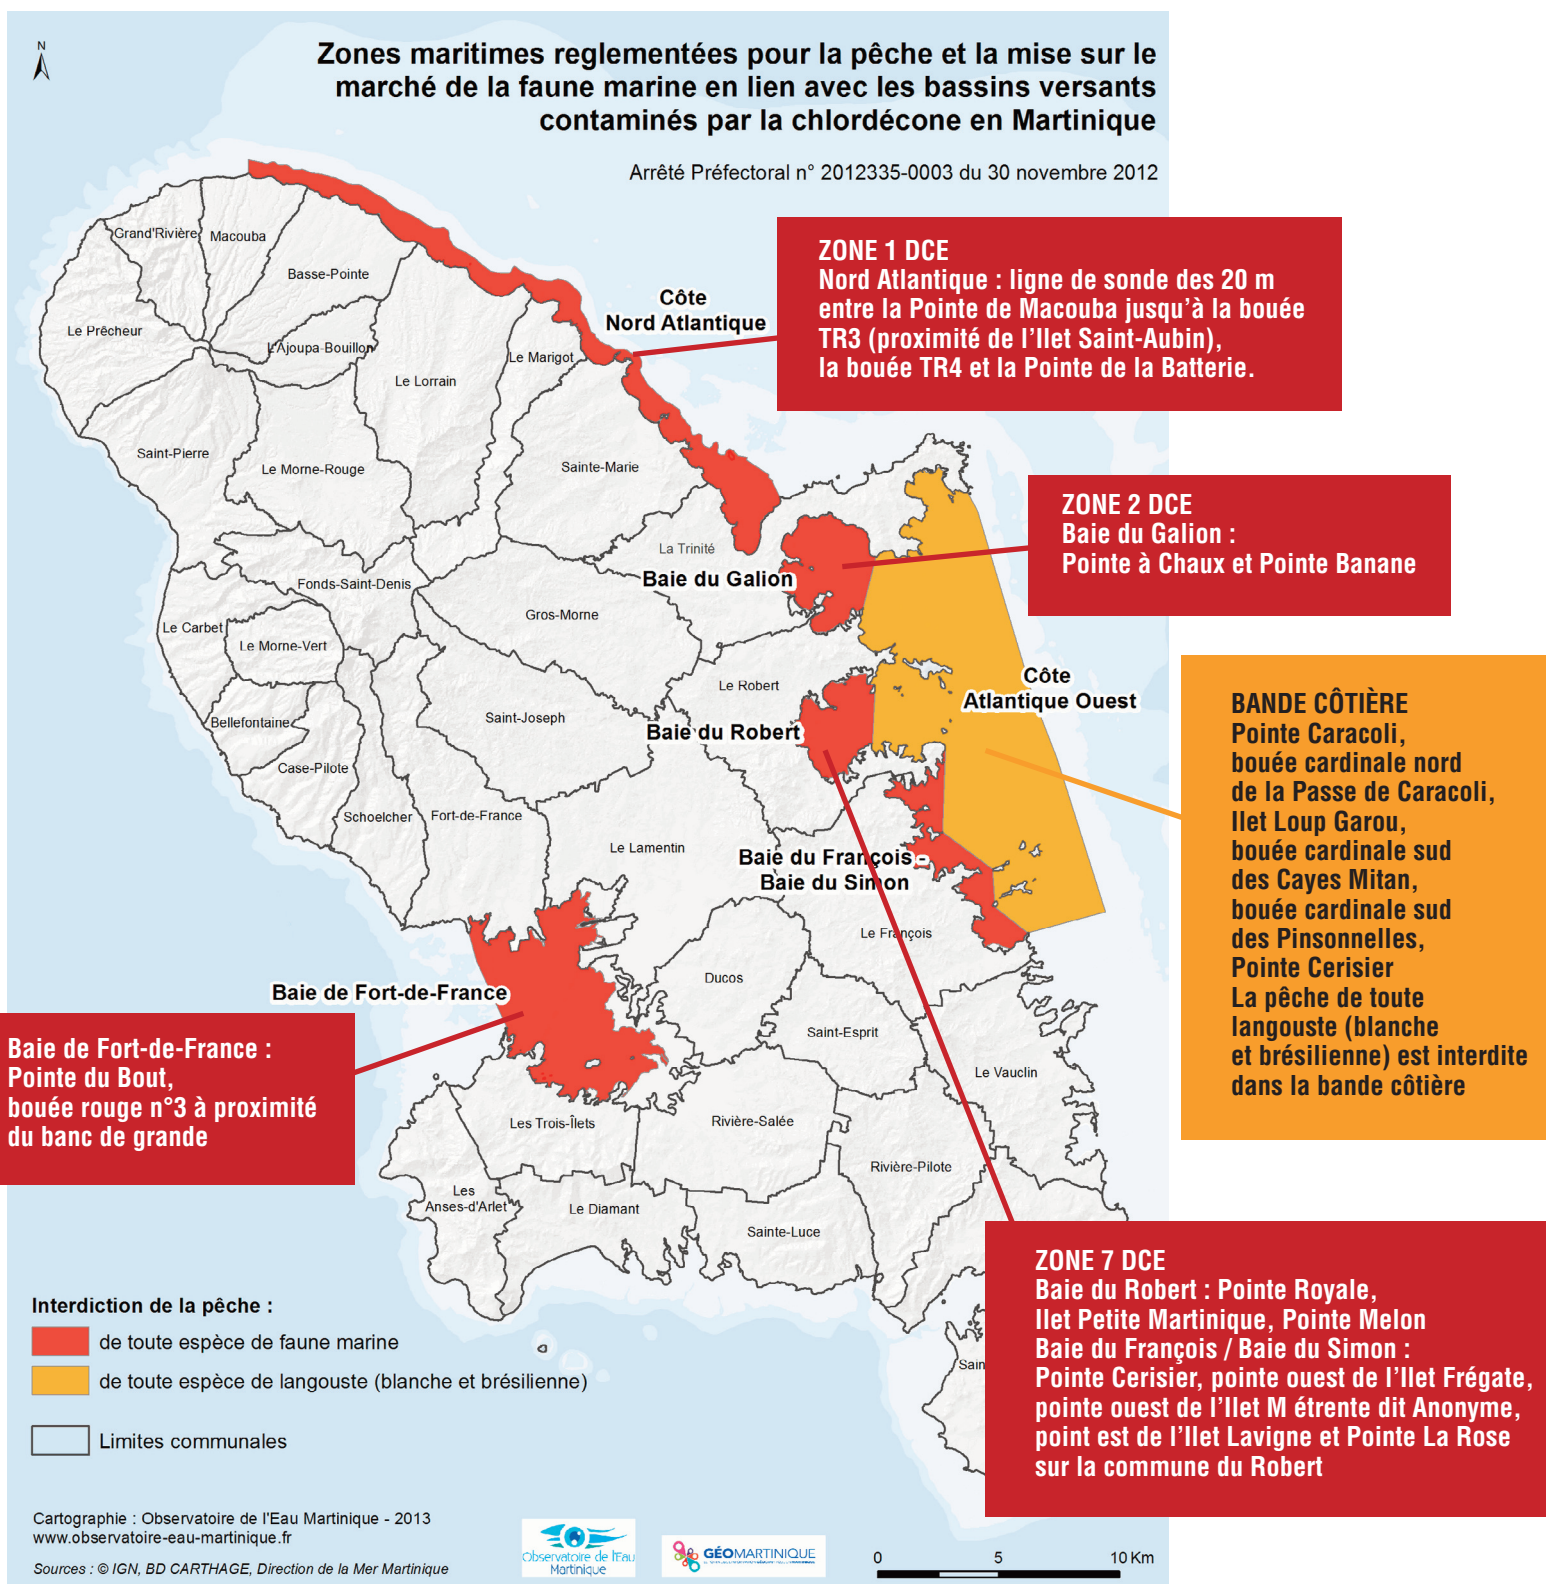 N
Zones maritimes reglementées pour la pêche et la mise sur le
marché de la faune marine en lien avec les bassins versants
contaminés par la chlordécone en Martinique
Arrêté Préfectoral n° 2012335-0003 du 30 novembre 2012
ZONE 1 DCE
Nord Atlantique : ligne de sonde des 20 m
entre la Pointe de Macouba jusqu'à la bouée
TR3 (proximité de l'Ilet Saint-Aubin),
la bouée TR4 et la Pointe de la Batterie.
Grand'Rivière
Macouba
Basse-Pointe
Côte
Nord Atlantique
Le Prêcheur
L'Ajoupa-Bouillon
Le Marigot
Le Lorrain
Saint-Pierre
Le Morne-Rouge
Sainte-Marie
ZONE 2 DCE
Baie du Galion :
Pointe à Chaux et Pointe Banane
La Trinité
Baie du Galion
Fonds-Saint-Denis
Gros-Morne
Le Carbet
Le Morne-Vert
Côte
Atlantique Ouest
Le Robert
Bellefontaine
Saint-Joseph
Baie du Robert
BANDE CÔTIÈRE
Pointe Caracoli,
bouée cardinale nord
de la Passe de Caracoli,
Ilet Loup Garou,
bouée cardinale sud
des Cayes Mitan,
bouée cardinale sud
des Pinsonnelles,
Pointe Cerisier
La pêche de toute
langouste (blanche
et brésilienne) est interdite
dans la bande côtière
Case-Pilote
Schoelcher
Fort-de-France
Le Lamentin
Baie du François -
Baie du Simon
Le François
Ducos
Baie de Fort-de-France
Saint-Esprit
Baie de Fort-de-France :
Pointe du Bout,
bouée rouge n°3 à proximité
du banc de grande
Le Vauclin
Les Trois-Îlets
Rivière-Salée
Rivière-Pilote
Les
Anses-d'Arlet
Le Diamant
Sainte-Luce
ZONE 7 DCE
Baie du Robert : Pointe Royale,
Ilet Petite Martinique, Pointe Melon
Baie du François / Baie du Simon :
Pointe Cerisier, pointe ouest de l'Ilet Frégate,
pointe ouest de l'Ilet M étrente dit Anonyme,
point est de l'Ilet Lavigne et Pointe La Rose
sur la commune du Robert
Sain
Interdiction de la pêche :
de toute espèce de faune marine
de toute espèce de langouste (blanche et brésilienne)
Limites communales
Cartographie : Observatoire de l'Eau Martinique - 2013
www.observatoire-eau-martinique.fr
Sources : © IGN, BD CARTHAGE, Direction de la Mer Martinique
Observatoire de l'Eau
Martinique
GÉOMARTINIQUE
0 5 10 Km